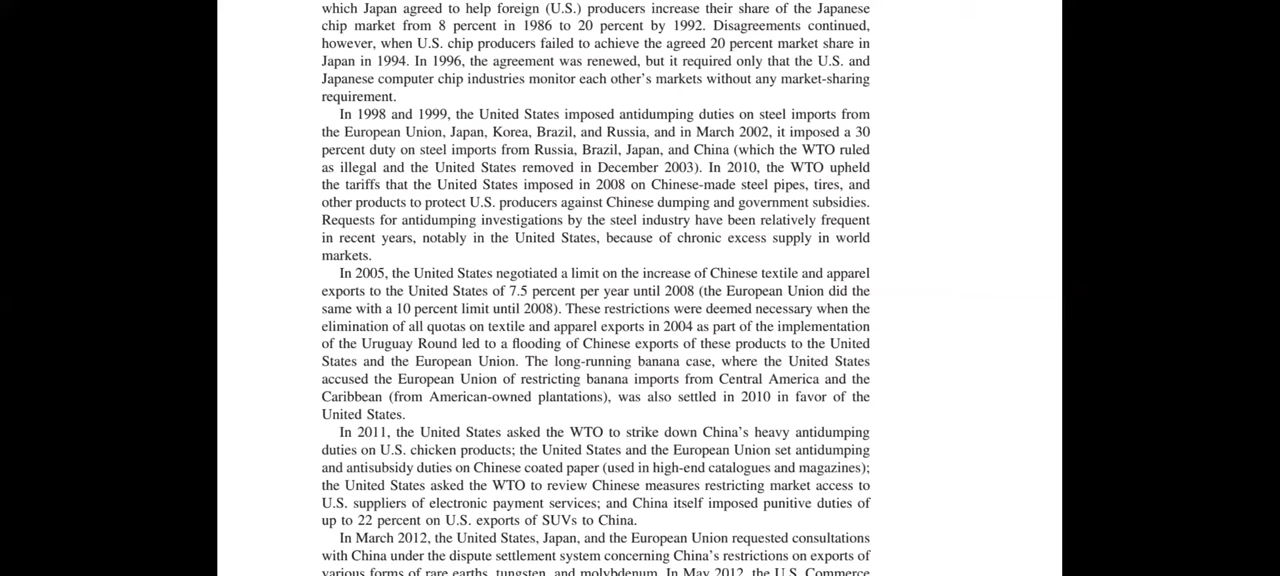 which Japan agreed to help foreign (U.S.) producers increase their share of the Japanese
chip market from 8 percent in 1986 to 20 percent by 1992. Disagreements continued,
however, when U.S. chip producers failed to achieve the agreed 20 percent market share in
Japan in 1994. In 1996, the agreement was renewed, but it required only that the U.S. and
Japanese computer chip industries monitor each other’s markets without any market-sharing
requirement.
In 1998 and 1999, the United States imposed antidumping duties on steel imports from
the European Union, Japan, Korea, Brazil, and Russia, and in March 2002, it imposed a 30
percent duty on steel imports from Russia, Brazil, Japan, and China (which the WTO ruled
as illegal and the United States removed in December 2003). In 2010, the WTO upheld
the tariffs that the United States imposed in 2008 on Chinese-made steel pipes, tires, and
other products to protect U.S. producers against Chinese dumping and government subsidies.
Requests for antidumping investigations by the steel industry have been relatively frequent
in recent years, notably in the United States, because of chronic excess supply in world
markets.
In 2005, the United States negotiated a limit on the increase of Chinese textile and apparel
exports to the United States of 7.5 percent per year until 2008 (the European Union did the
same with a 10 percent limit until 2008). These restrictions were deemed necessary when the
elimination of all quotas on textile and apparel exports in 2004 as part of the implementation
of the Uruguay Round led to a flooding of Chinese exports of these products to the United
States and the European Union. The long-running banana case, where the United States
accused the European Union of restricting banana imports from Central America and the
Caribbean (from American-owned plantations), was also settled in 2010 in favor of the
United States.
In 2011, the United States asked the WTO to strike down China’s heavy antidumping
duties on U.S. chicken products; the United States and the European Union set antidumping
and antisubsidy duties on Chinese coated paper (used in high-end catalogues and magazines);
the United States asked the WTO to review Chinese measures restricting market access to
U.S. suppliers of electronic payment services; and China itself imposed punitive duties of
up to 22 percent on U.S. exports of SUVs to China.
In March 2012, the United States, Japan, and the European Union requested consultations
with China under the dispute settlement system concerning China’s restrictions on exports of
various forms of rare earths, tungsten, and molybdenum. In May 2012, the U.S. Commerce